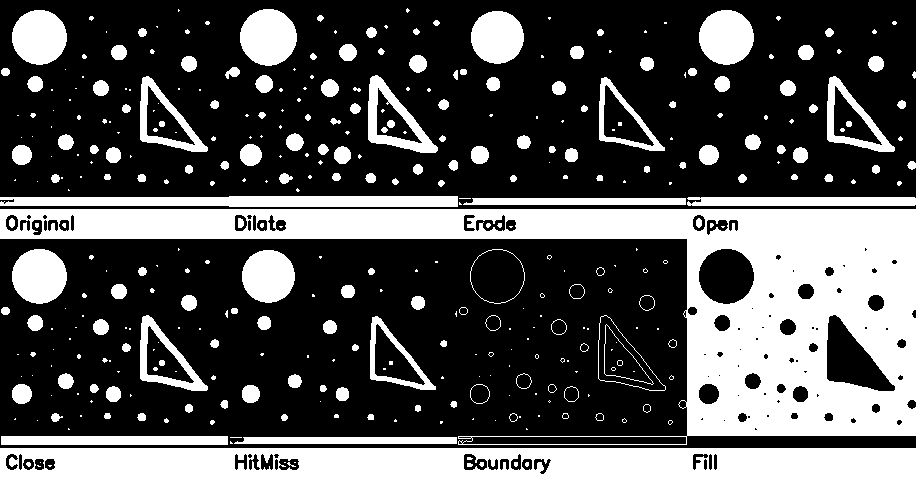 Original
Dilate
Erode
Open
Close
HitMiss
Boundary
Fill